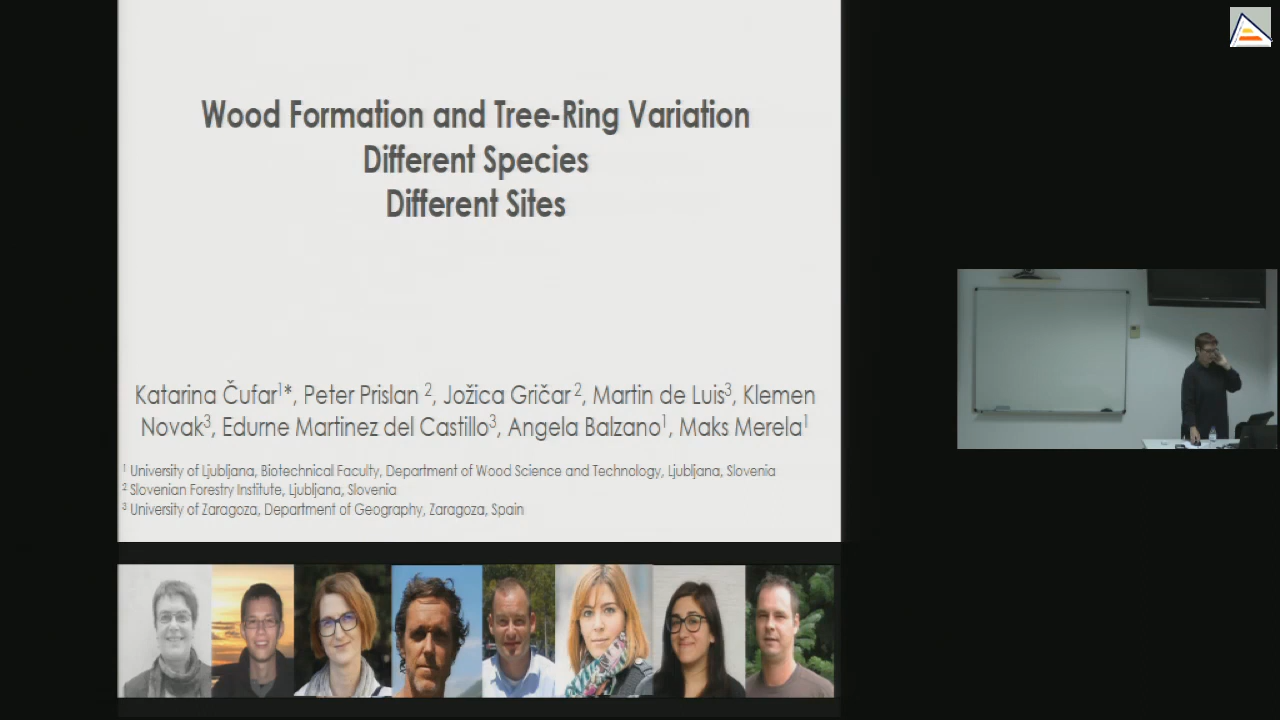 Wood Formation and Tree-Ring Variation
Different Species
Different Sites
Katarina Čufar¹*, Peter Prislan ², Jožica Gričar ², Martin de Luis³, Klemen
Novak³, Edurne Martinez del Castillo³, Angela Balzano¹, Maks Merela¹
¹ University of Ljubljana, Biotechnical Faculty, Department of Wood Science and Technology, Ljubljana, Slovenia
² Slovenian Forestry Institute, Ljubljana, Slovenia
³ University of Zaragoza, Department of Geography, Zaragoza, Spain